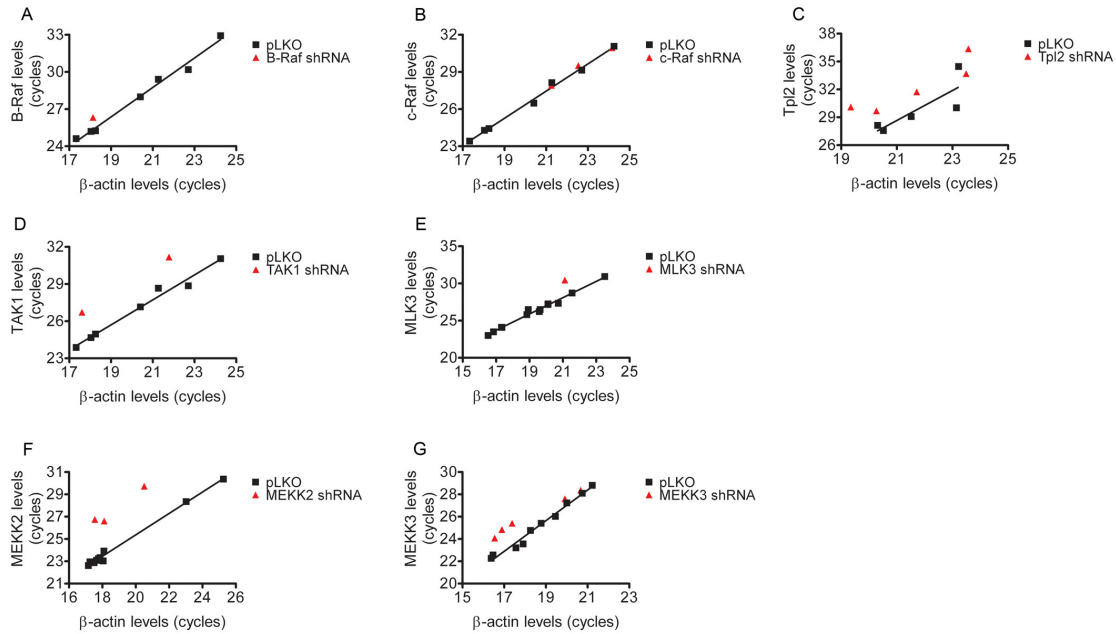 A
B-Raf levels
(cycles)
33
30
27
24
17 19 21 23 25
β-actin levels (cycles)
pLKO
B-Raf shRNA
B
c-Raf levels
(cycles)
32
29
26
23
17 19 21 23 25
β-actin levels (cycles)
pLKO
c-Raf shRNA
C
Tpl2 levels
(cycles)
38
35
32
29
26
19 21 23 25
β-actin levels (cycles)
pLKO
Tpl2 shRNA
D
TAK1 levels
(cycles)
32
29
26
23
17 19 21 23 25
β-actin levels (cycles)
pLKO
TAK1 shRNA
E
MLK3 levels
(cycles)
35
30
25
20
15 17 19 21 23 25
β-actin levels (cycles)
pLKO
MLK3 shRNA
F
MEKK2 levels
(cycles)
31
29
27
25
23
21
16 18 20 22 24 26
β-actin levels (cycles)
pLKO
MEKK2 shRNA
G
MEKK3 levels
(cycles)
30
28
26
24
22
20
15 17 19 21 23
β-actin levels (cycles)
pLKO
MEKK3 shRNA